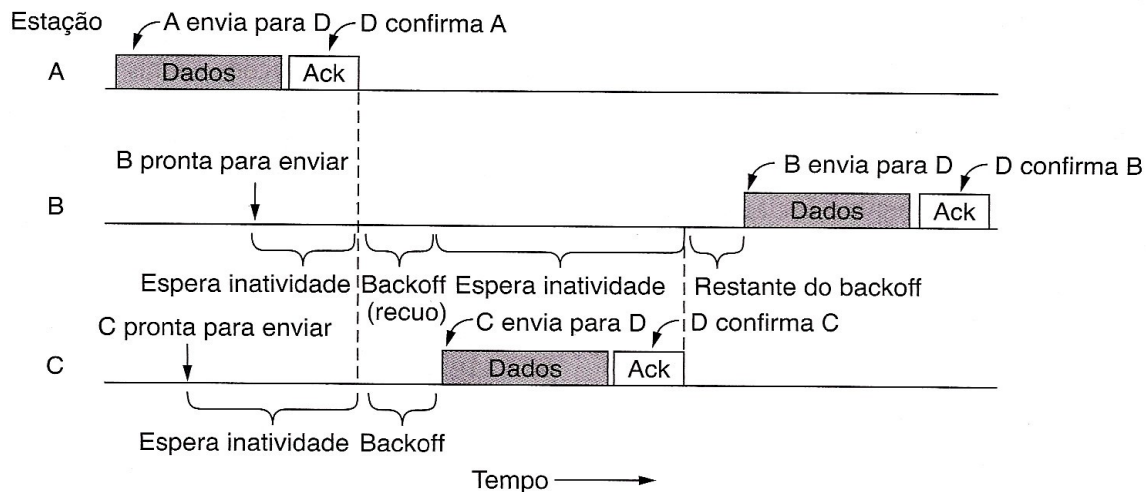 Estação
A envia para D
D confirma A
A
Dados
Ack
B pronta para enviar
B envia para D
D confirma B
B
Dados
Ack
Espera inatividade
Backoff
(recuo)
Espera inatividade
Restante do backoff
C pronta para enviar
C envia para D
D confirma C
C
Dados
Ack
Espera inatividade
Backoff
Tempo